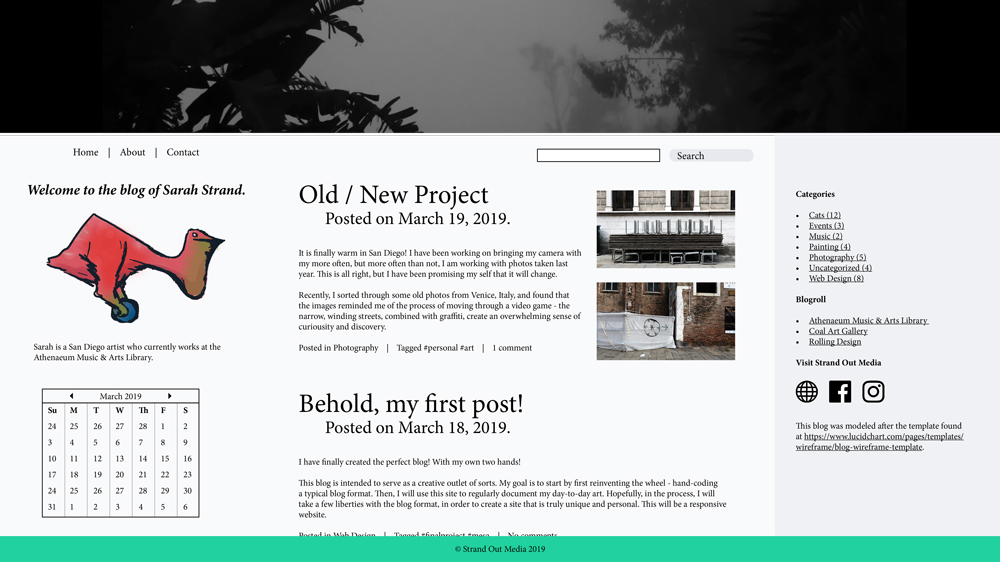 Home | About | Contact
Search
Welcome to the blog of Sarah Strand.
Sarah is a San Diego artist who currently works at the
Athenaeum Music & Arts Library.
March 2019
Su M T W Th F S
24 25 26 27 28 1 2
3 4 5 6 7 8 9
10 11 12 13 14 15 16
17 18 19 20 21 22 23
24 25 26 27 28 29 30
31 1 2 3 4 5 6
Old / New Project
Posted on March 19, 2019.
It is finally warm in San Diego! I have been working on bringing my camera with
my more often, but more often than not, I am working with photos taken last
year. This is all right, but I have been promising my self that it will change.
Recently, I sorted through some old photos from Venice, Italy, and found that
the images reminded me of the process of moving through a video game - the
narrow, winding streets, combined with graffiti, create an overwhelming sense of
curiousity and discovery.
Posted in Photography | Tagged #personal #art | 1 comment
Behold, my first post!
Posted on March 18, 2019.
I have finally created the perfect blog! With my own two hands!
This blog is intended to serve as a creative outlet of sorts. My goal is to start by first reinventing the wheel - hand-coding
a typical blog format. Then, I will use this site to regularly document my day-to-day art. Hopefully, in the process, I will
take a few liberties with the blog format, in order to create a site that is truly unique and personal. This will be a responsive
website.
Posted in Web Design | Tagged #finalproject #mesa | No comments
Categories
• Cats (12)
• Events (3)
• Music (2)
• Painting (4)
• Photography (5)
• Uncategorized (4)
• Web Design (8)
Blogroll
• Athenaeum Music & Arts Library
• Coal Art Gallery
• Rolling Design
Visit Strand Out Media
This blog was modeled after the template found
at https://www.lucidchart.com/pages/templates/
wireframe/blog-wireframe-template.
© Strand Out Media 2019